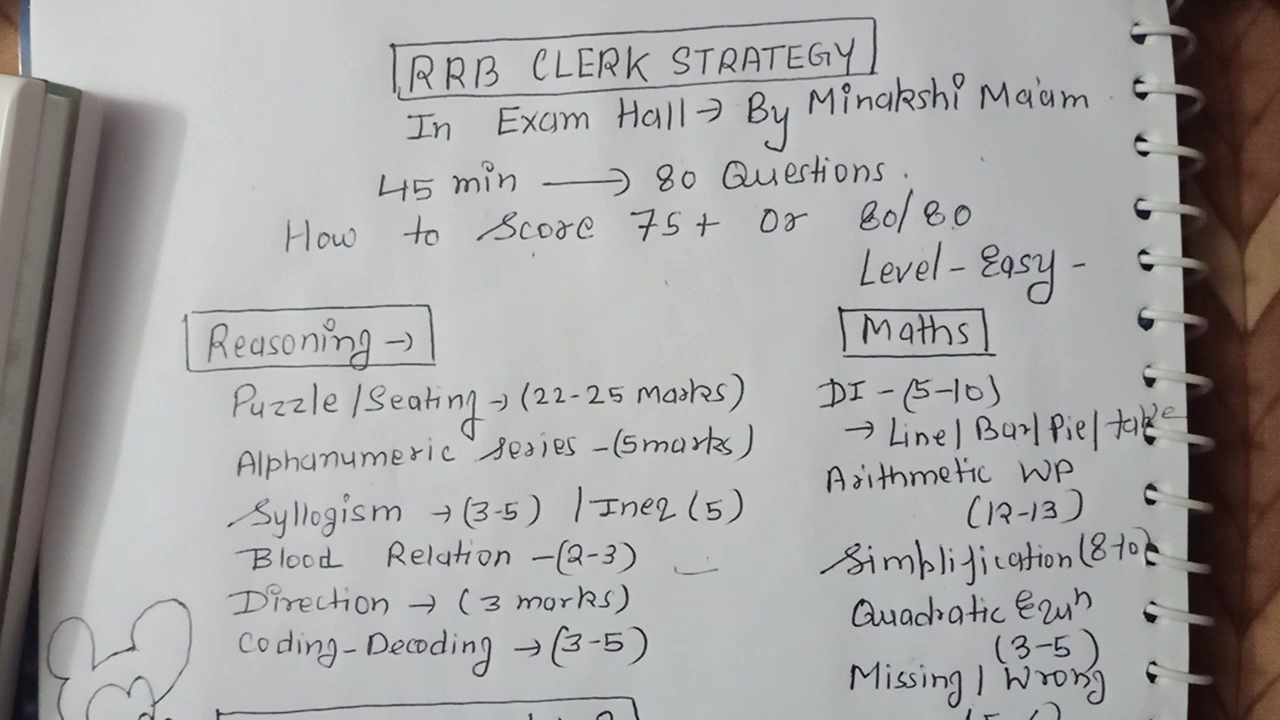 RRB CLERK STRATEGY
In Exam Hall → By Minakshi Ma'am
45 min → 80 Questions.
How to Score 75+ Or 80/80
Level - Easy -
Reasoning →
Puzzle/Seating → (22-25 marks)
Alphanumeric series - (5 marks)
Syllogism → (3-5) | Ineq (5)
Blood Relation - (2-3)
Direction → (3 marks)
Coding-Decoding → (3-5)
Maths
DI - (5-10)
→ Line/Bar/Pie/table
Arithmetic WP
(12-13)
Simplification (8 to
Quadratic Equn
(3-5)
Missing / Wrong